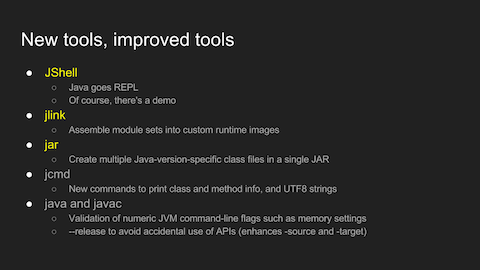 New tools, improved tools
● JShell
○ Java goes REPL
○ Of course, there's a demo
● jlink
○ Assemble module sets into custom runtime images
● jar
○ Create multiple Java-version-specific class files in a single JAR
● jcmd
○ New commands to print class and method info, and UTF8 strings
● java and javac
○ Validation of numeric JVM command-line flags such as memory settings
○ --release to avoid accidental use of APIs (enhances -source and -target)